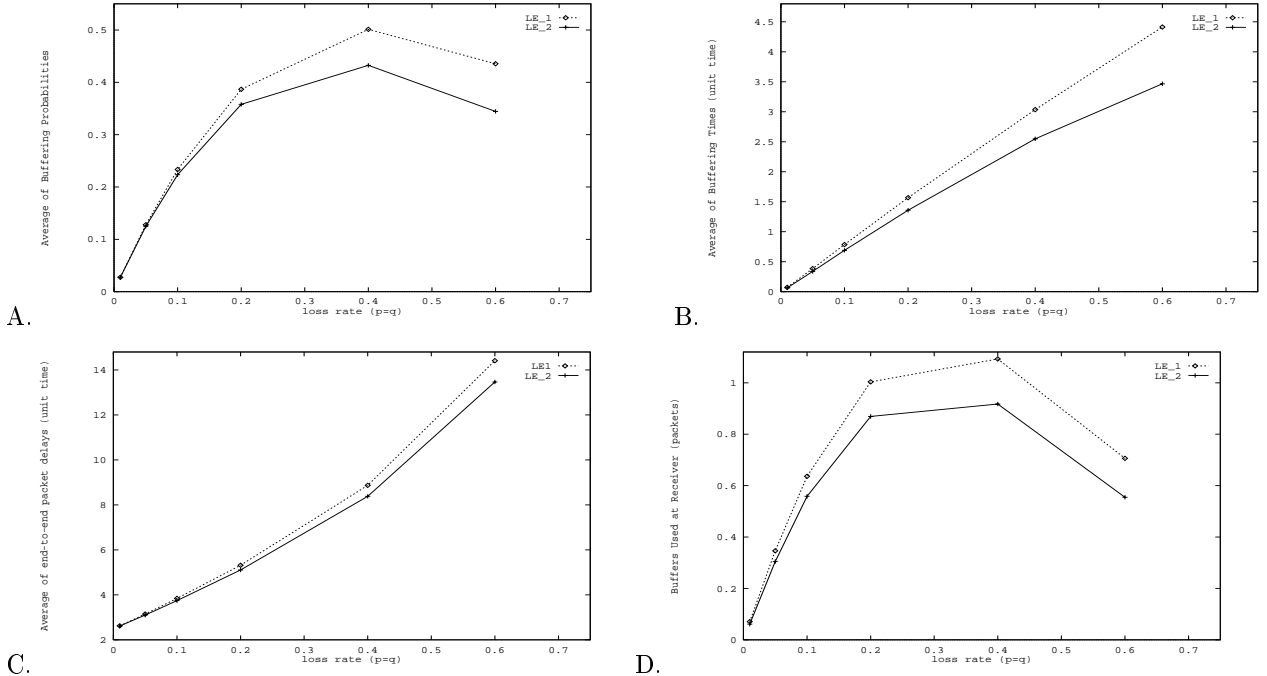 Average of Buffering Probabilities
0.5
0.4
0.3
0.2
0.1
0
0 0.1 0.2 0.3 0.4 0.5 0.6 0.7
loss rate (p=q)
LE_1
LE_2
A.
Average of Buffering Times (unit time)
4.5
4
3.5
3
2.5
2
1.5
1
0.5
0
0 0.1 0.2 0.3 0.4 0.5 0.6 0.7
loss rate (p=q)
LE_1
LE_2
B.
Average of end-to-end packet delays (unit time)
14
12
10
8
6
4
2
0 0.1 0.2 0.3 0.4 0.5 0.6 0.7
loss rate (p=q)
LE1
LE_2
C.
Buffers Used at Receiver (packets)
1
0.8
0.6
0.4
0.2
0
0 0.1 0.2 0.3 0.4 0.5 0.6 0.7
loss rate (p=q)
LE_1
LE_2
D.